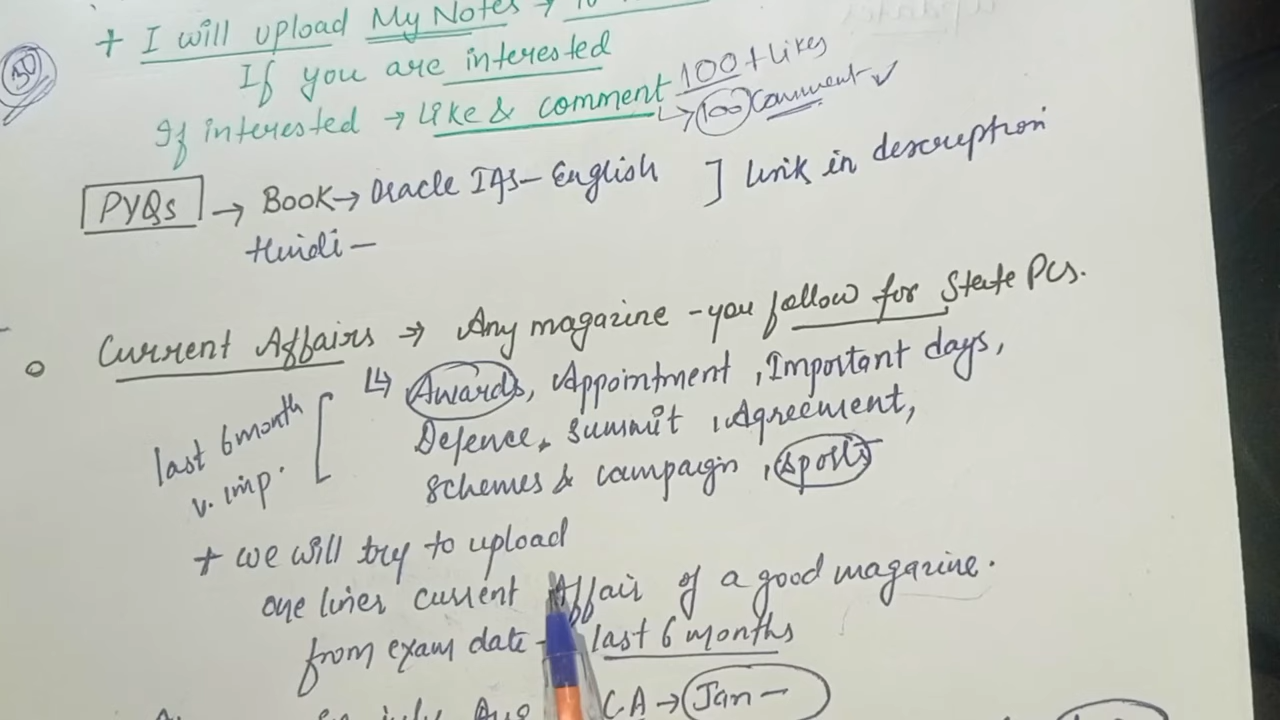 + I will upload My Notes →
30
If you are interested
If interested → Like & comment 100+ Likes
↳ 100 Comment ✓
PYQs → Book → Oracle IAS - English ] link in description
Hindi -
Current Affairs → Any magazine - you follow for State PCS.
↳ Awards, Appointment, Important days,
last 6 month Defence, Summit, Agreement,
v. imp. Schemes & campaign, Sports
+ we will try to upload
one liner current Affair of a good magazine.
from exam date - last 6 months
july Aug CA → Jan -